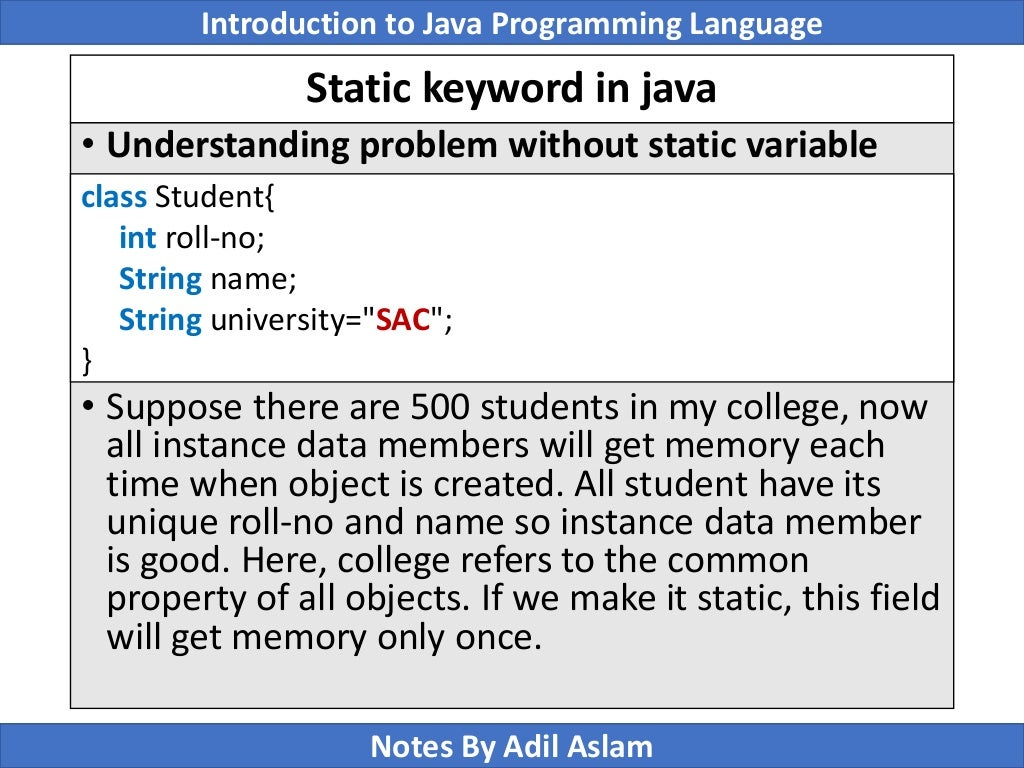 Introduction to Java Programming Language
Static keyword in java
• Understanding problem without static variable
class Student{
int roll-no;
String name;
String university="SAC";
}
• Suppose there are 500 students in my college, now
all instance data members will get memory each
time when object is created. All student have its
unique roll-no and name so instance data member
is good. Here, college refers to the common
property of all objects. If we make it static, this field
will get memory only once.
Notes By Adil Aslam